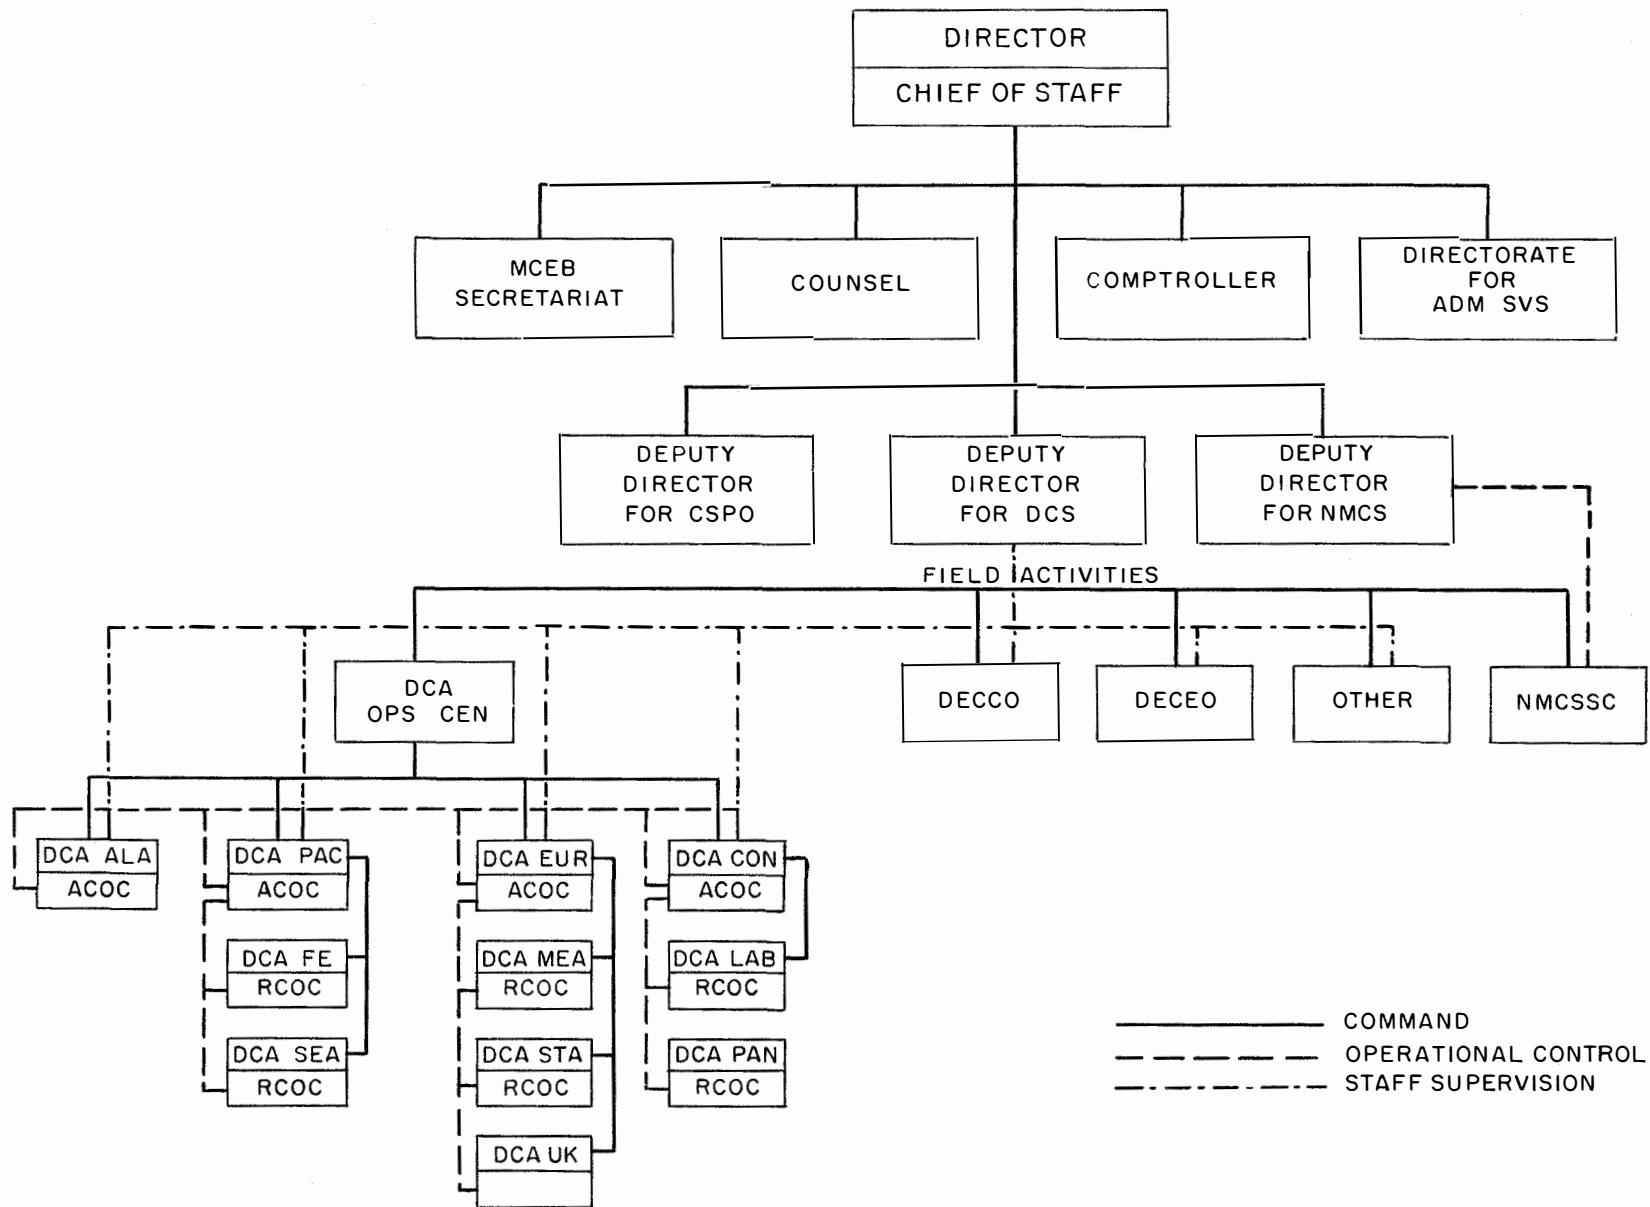 DIRECTOR
CHIEF OF STAFF
MCEB
SECRETARIAT
COUNSEL
COMPTROLLER
DIRECTORATE
FOR
ADM SVS
DEPUTY
DIRECTOR
FOR CSPO
DEPUTY
DIRECTOR
FOR DCS
DEPUTY
DIRECTOR
FOR NMCS
FIELD ACTIVITIES
DCA
OPS CEN
DECCO
DECEO
OTHER
NMCSSC
DCA ALA
ACOC
DCA PAC
ACOC
DCA FE
RCOC
DCA SEA
RCOC
DCA EUR
ACOC
DCA MEA
RCOC
DCA STA
RCOC
DCA UK
DCA CON
ACOC
DCA LAB
RCOC
DCA PAN
RCOC
COMMAND
OPERATIONAL CONTROL
STAFF SUPERVISION